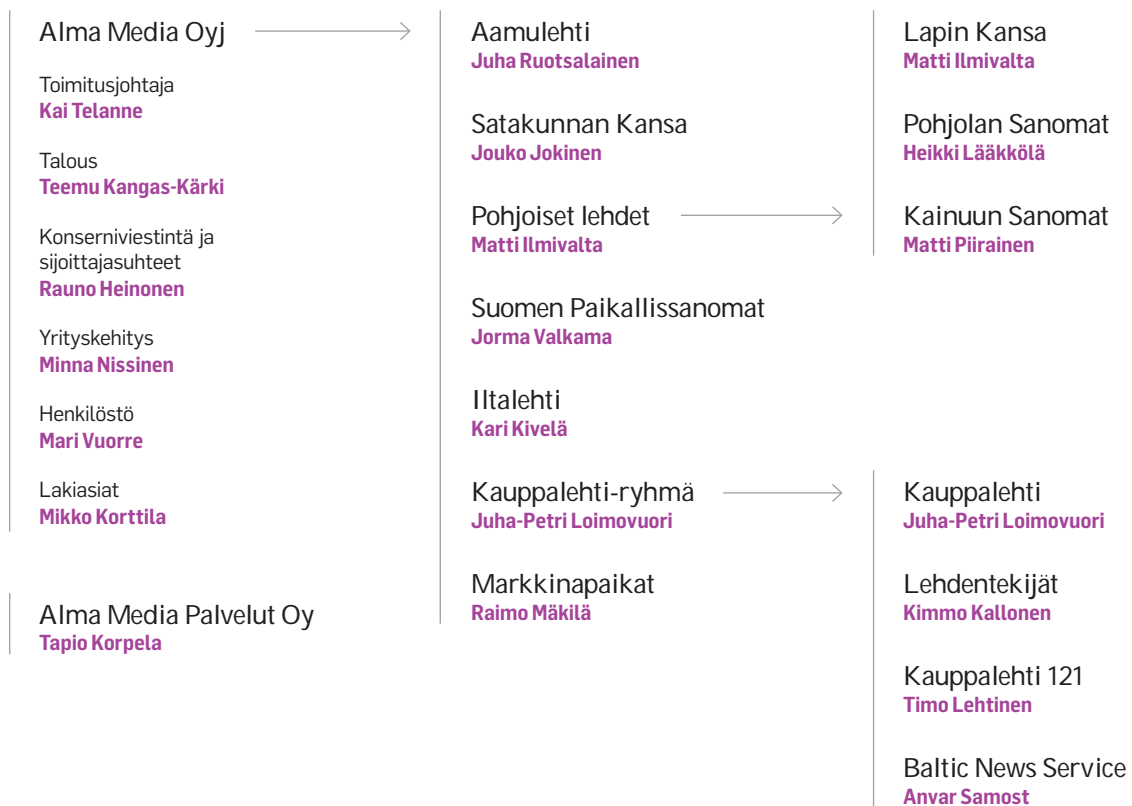 Alma Media Oyj
Toimitusjohtaja
Kai Telanne
Talous
Teemu Kangas-Kärki
Konserniviestintä ja
sijoittajasuhteet
Rauno Heinonen
Yrityskehitys
Minna Nissinen
Henkilöstö
Mari Vuorre
Lakiasiat
Mikko Korttila
Alma Media Palvelut Oy
Tapio Korpela
Aamulehti
Juha Ruotsalainen
Satakunnan Kansa
Jouko Jokinen
Pohjoiset lehdet
Matti Ilmivalta
Suomen Paikallissanomat
Jorma Valkama
Iltalehti
Kari Kivelä
Kauppalehti-ryhmä
Juha-Petri Loimovuori
Markkinapaikat
Raimo Mäkilä
Lapin Kansa
Matti Ilmivalta
Pohjolan Sanomat
Heikki Lääkkölä
Kainuun Sanomat
Matti Piirainen
Kauppalehti
Juha-Petri Loimovuori
Lehdentekijät
Kimmo Kallonen
Kauppalehti 121
Timo Lehtinen
Baltic News Service
Anvar Samost